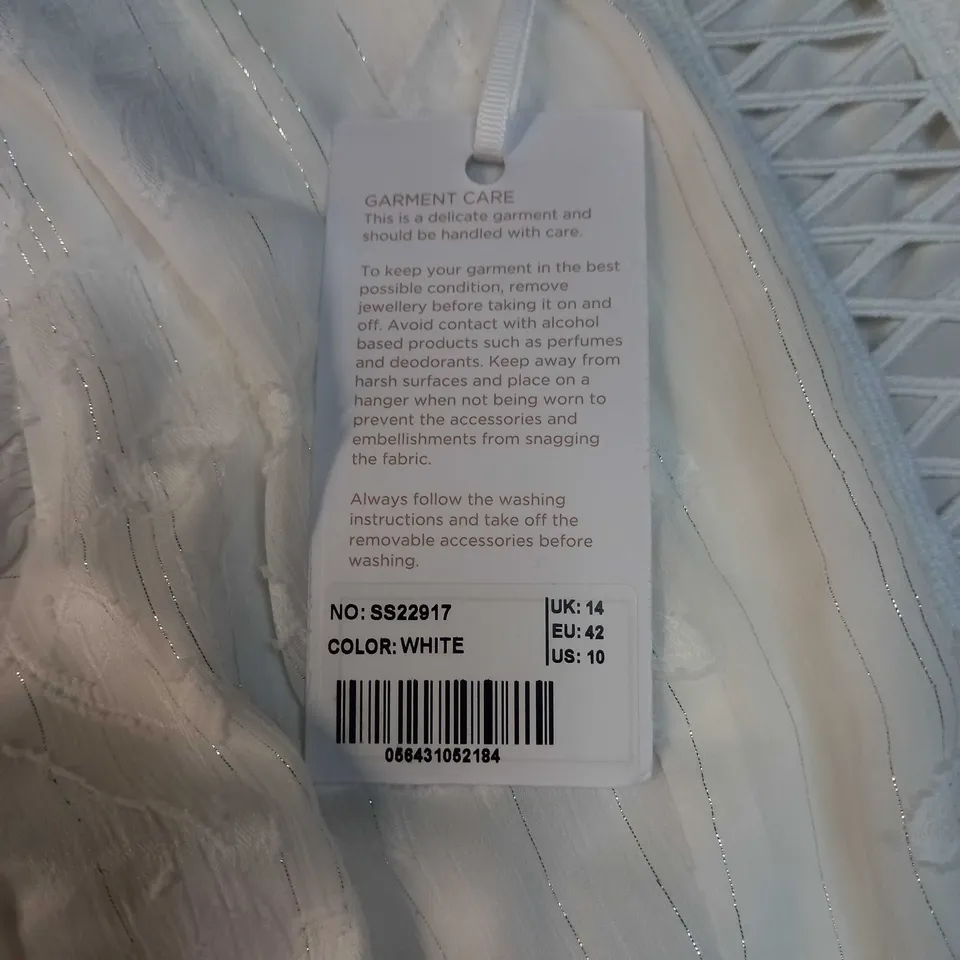 GARMENT CARE
This is a delicate garment and
should be handled with care.
To keep your garment in the best
possible condition, remove
jewellery before taking it on and
off. Avoid contact with alcohol
based products such as perfumes
and deodorants. Keep away from
harsh surfaces and place on a
hanger when not being worn to
prevent the accessories and
embellishments from snagging
the fabric.
Always follow the washing
instructions and take off the
removable accessories before
washing.
NO: SS22917
COLOR: WHITE
UK: 14
EU: 42
US: 10
056431052184